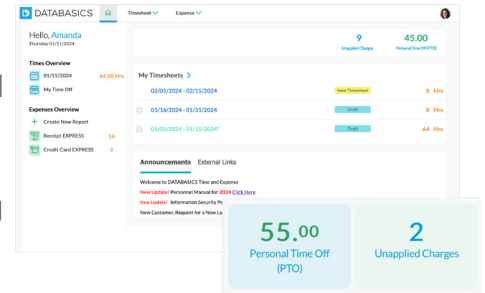 DATABASICS
Timesheet
Expense
Hello, Amanda
Thursday 01/11/2024
9
Unapplied Charges
45.00
Personal Time Off (PTO)
Times Overview
01/15/2024 64.00 Hrs
My Time Off
Expenses Overview
+ Create New Report
Receipt EXPRESS 16
Credit Card EXPRESS 9
My Timesheets >
02/01/2024 - 02/15/2024 New Timesheet 0 Hrs
01/16/2024 - 01/31/2024 Draft 0 Hrs
01/01/2024 - 01/15/2024* Draft 64 Hrs
Announcements External Links
Welcome to DATABASICS Time and Expense
New Update! Personnel Manual for 2024 Click Here
New Update! Information Security Po
New Customer, Request for a New La
55.00
Personal Time Off
(PTO)
2
Unapplied Charges